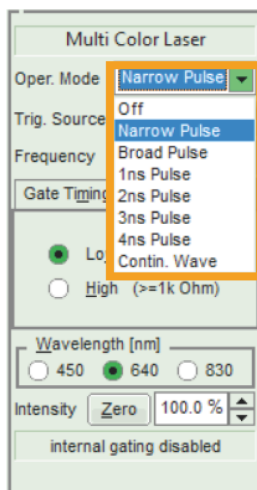 Multi Color Laser
Oper. Mode Narrow Pulse
Off
Trig. Source
Narrow Pulse
Frequency Broad Pulse
1ns Pulse
Gate Timing 2ns Pulse
3ns Pulse
4ns Pulse
Contin. Wave
High (>=1k Ohm)
Wavelength [nm]
450 640 830
Intensity Zero 100.0 %
internal gating disabled